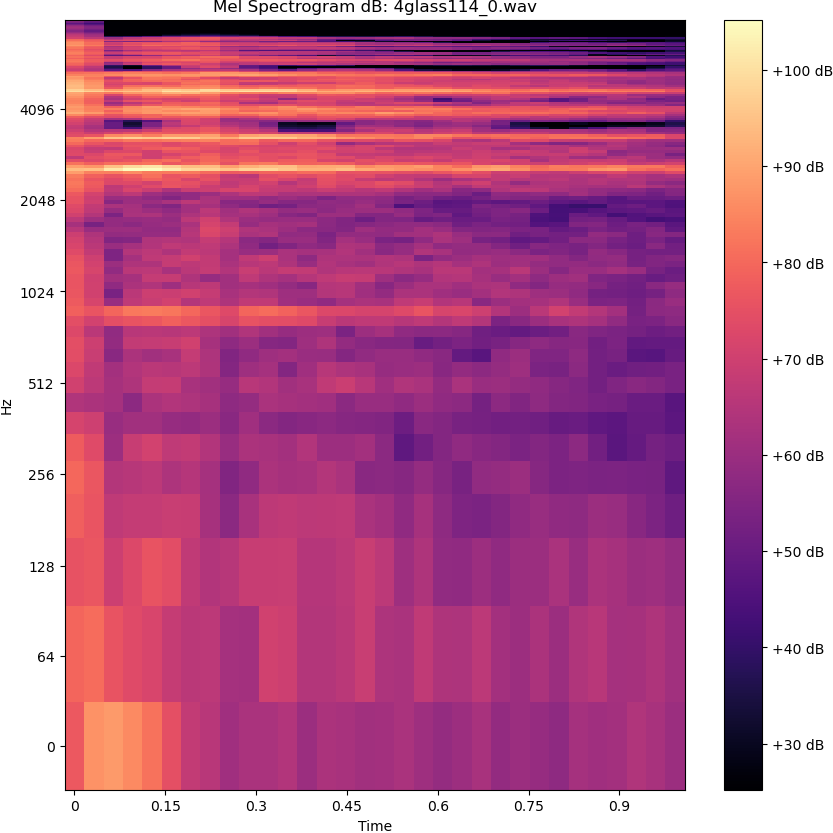 Mel Spectrogram dB: 4glass114_0.wav
Hz
4096
2048
1024
512
256
128
64
0
0 0.15 0.3 0.45 0.6 0.75 0.9
Time
+100 dB
+90 dB
+80 dB
+70 dB
+60 dB
+50 dB
+40 dB
+30 dB